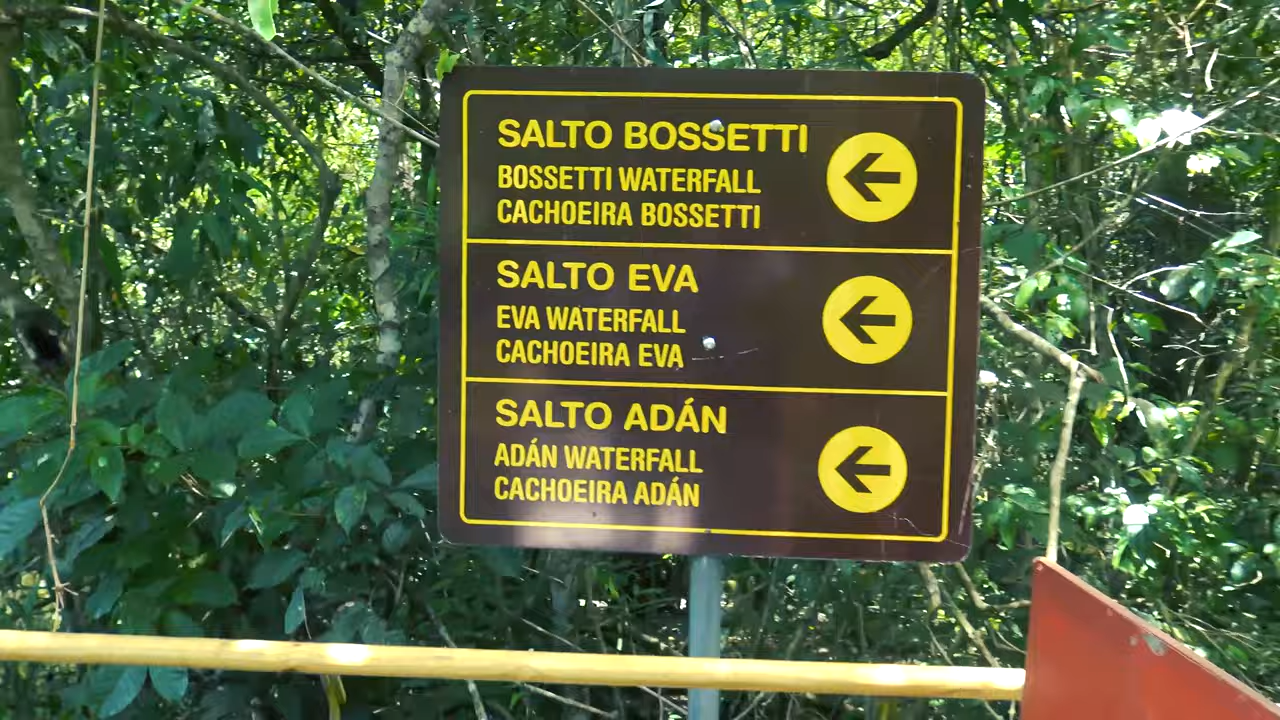 SALTO BOSSETTI
BOSSETTI WATERFALL
CACHOEIRA BOSSETTI
SALTO EVA
EVA WATERFALL
CACHOEIRA EVA
SALTO ADÁN
ADÁN WATERFALL
CACHOEIRA ADÁN